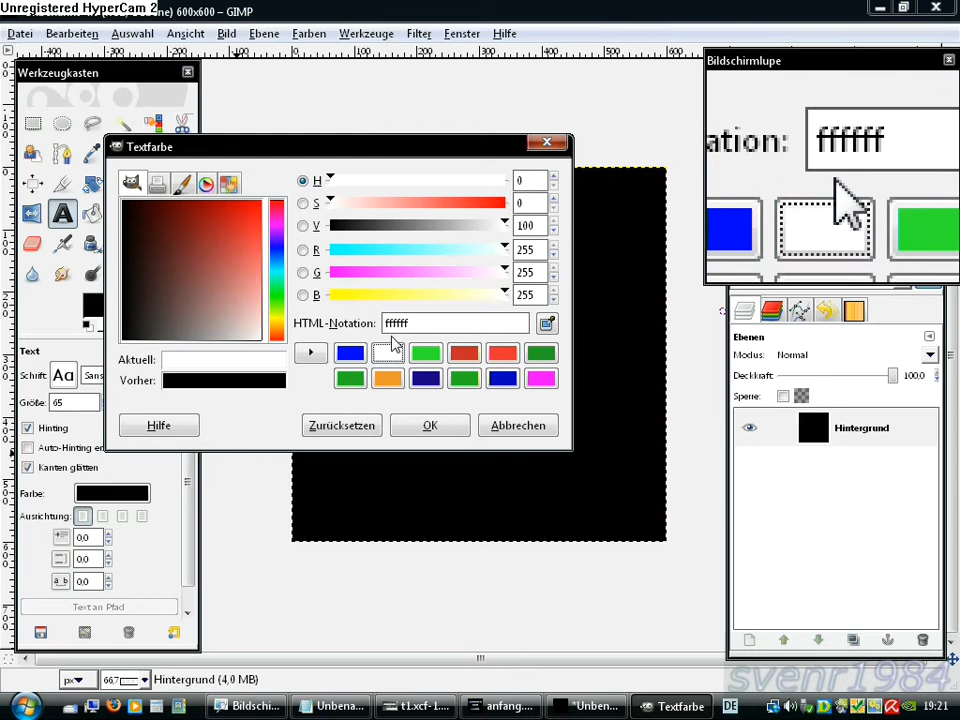 Unregistered HyperCam 2
600x600 – GIMP
Datei Bearbeiten Auswahl Ansicht Bild Ebene Farben Werkzeuge Filter Fenster Hilfe
Werkzeugkasten
Text
Schrift: Aa Sans
Größe: 65
Hinting
Auto-Hinting er
Kanten glätten
Farbe:
Ausrichtung:
0,0
0,0
0,0
Text an Pfad
Textfarbe
H 0
S 0
V 100
R 255
G 255
B 255
HTML-Notation: ffffff
Aktuell:
Vorher:
Hilfe Zurücksetzen OK Abbrechen
Bildschirmlupe
ation: ffffff
Ebenen
Modus: Normal
Deckkraft: 100,0
Sperre:
Hintergrund
px 66,7 Hintergrund (4,0 MB)
svenr1984
Bildschi... Unbena... t1.xcf-1.... anfang.... *Unben... Textfarbe DE 19:21